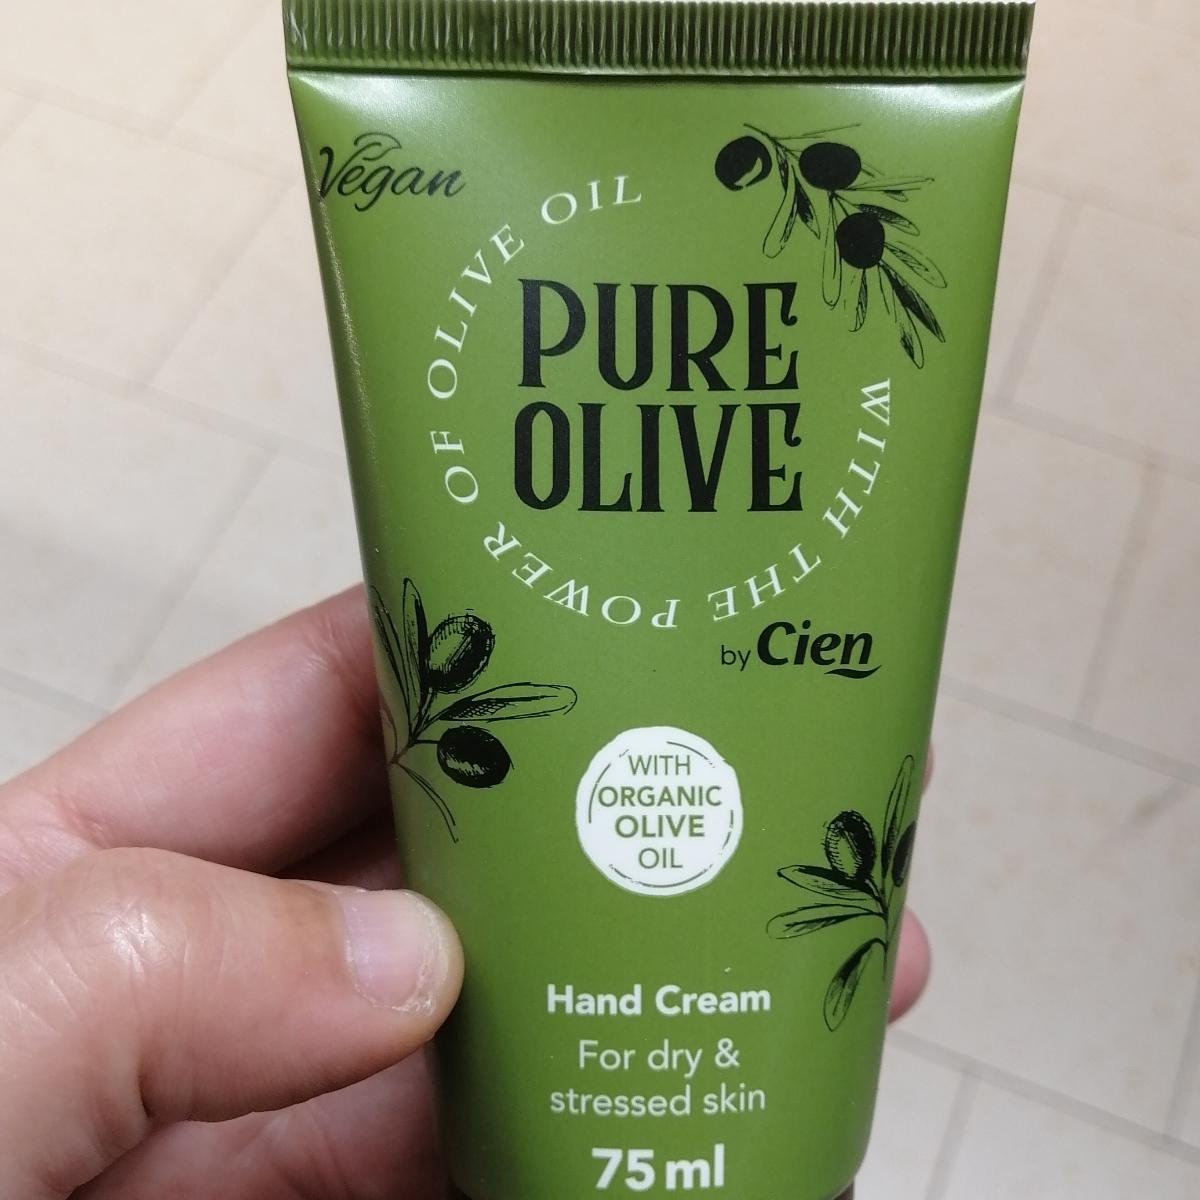 Vegan
WITH THE POWER OF OLIVE OIL
PURE
OLIVE
by Cien
WITH
ORGANIC
OLIVE
OIL
Hand Cream
For dry &
stressed skin
75 ml